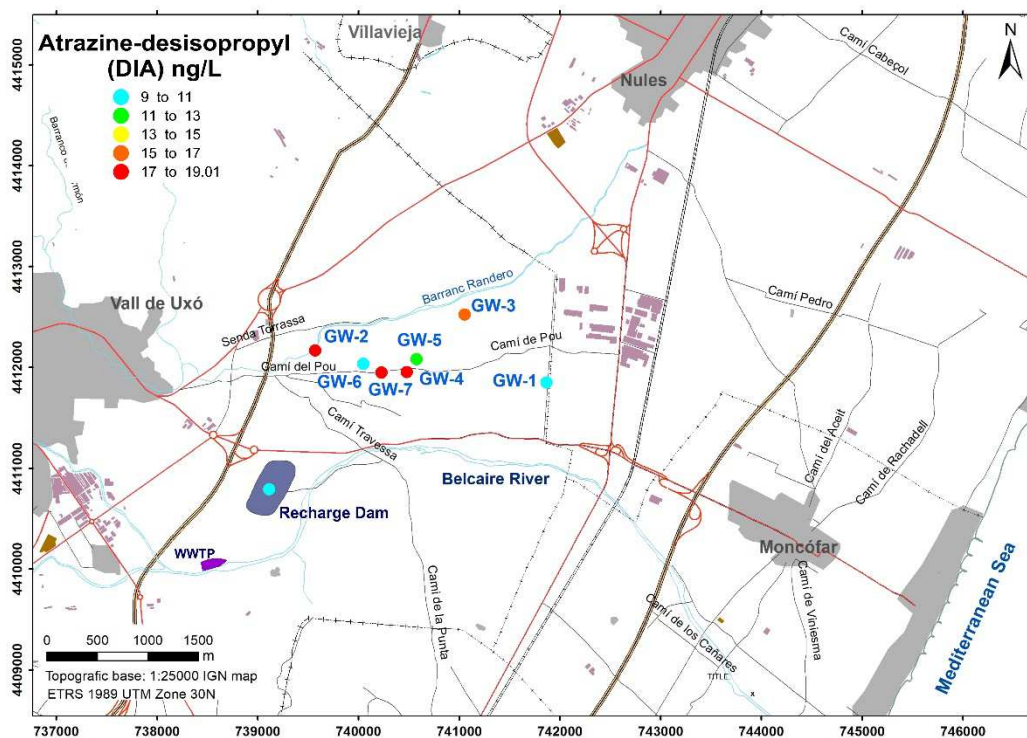 Atrazine-desisopropyl
(DIA) ng/L
9 to 11
11 to 13
13 to 15
15 to 17
17 to 19.01
Villavieja
Nules
Camí Cabeçol
N
Vall de Uxó
Senda Torrassa
Barranc Randero
Camí Pedro
GW-3
GW-2
GW-5
Camí de Pou
Camí del Pou
GW-6
GW-7
GW-4
GW-1
Camí Travessa
Camí del Aceit
Camí de Rachadell
Belcaire River
Recharge Dam
WWTP
Moncófar
Camí de la Punta
Camí de los Cañares
Camí de Viniesma
Mediterranean Sea
TITLE
x
0 500 1000 1500
m
Topografic base: 1:25000 IGN map
ETRS 1989 UTM Zone 30N
4415000
4414000
4413000
4412000
4411000
4410000
4409000
737000 738000 739000 740000 741000 742000 743000 744000 745000 746000